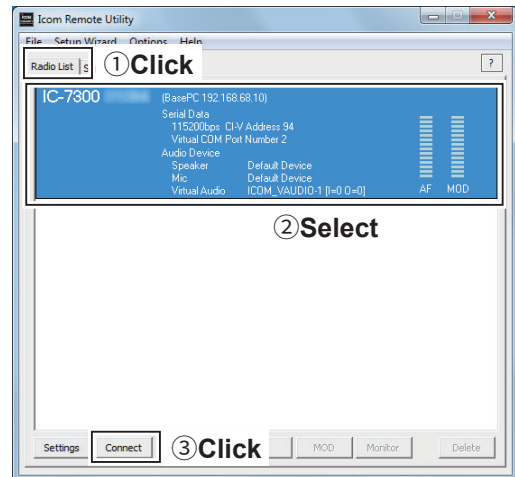 Icom Remote Utility
File Setup Wizard Options Help
Radio List S ①Click ?
IC-7300 (BasePC 192.168.68.10)
Serial Data
115200bps CI-V Address 94
Virtual COM Port Number 2
Audio Device
Speaker Default Device
Mic Default Device
Virtual Audio ICOM_VAUDIO-1 [I=0 O=0] AF MOD
②Select
Settings Connect ③Click MOD Monitor Delete